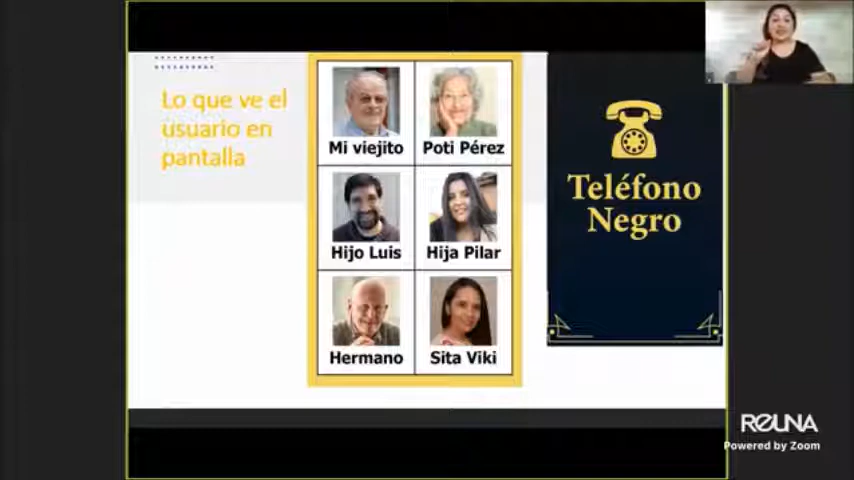 Lo que ve el
usuario en
pantalla
Mi viejito
Poti Pérez
Hijo Luis
Hija Pilar
Hermano
Sita Viki
Teléfono
Negro
REUNA
Powered by Zoom